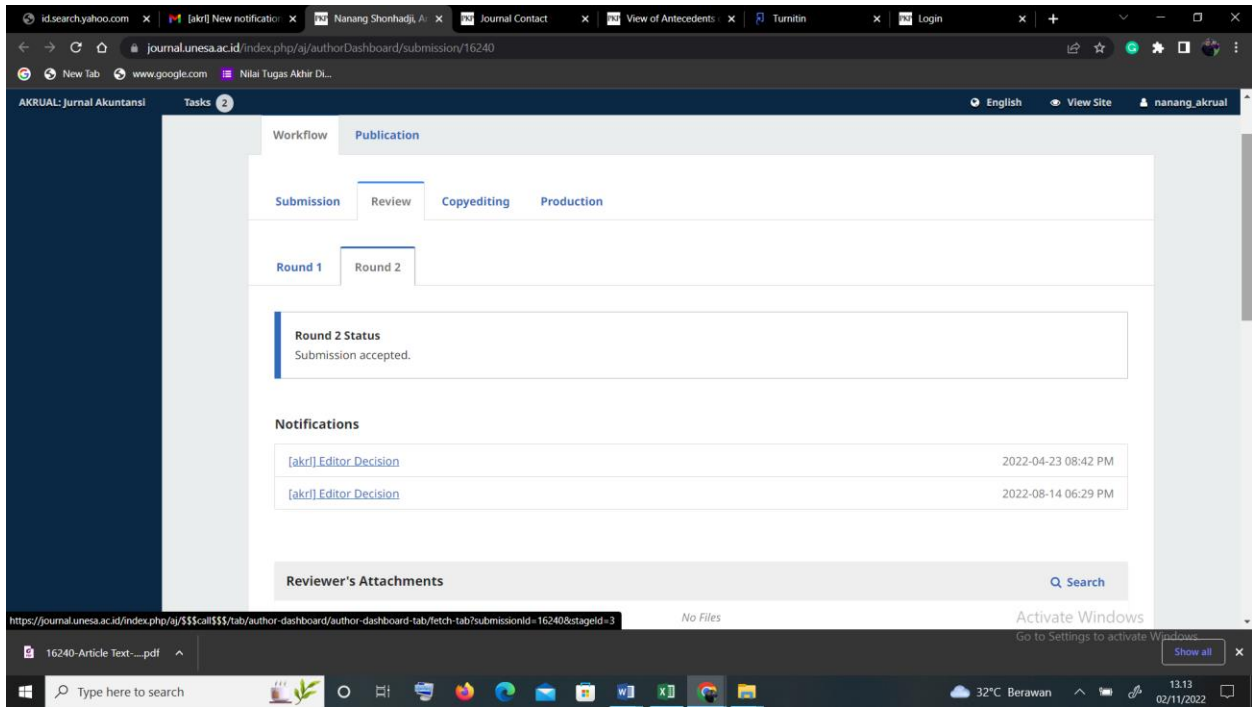 id.search.yahoo.com
[akrl] New notification
Nanang Shonhadji, A
Journal Contact
View of Antecedents
Turnitin
Login
journal.unesa.ac.id/index.php/aj/authorDashboard/submission/16240
New Tab
www.google.com
Nilai Tugas Akhir Di...
AKRUAL: Jurnal Akuntansi
Tasks 2
English
View Site
nanang_akrual
Workflow
Publication
Submission
Review
Copyediting
Production
Round 1
Round 2
Round 2 Status
Submission accepted.
Notifications
[akrl] Editor Decision
2022-04-23 08:42 PM
[akrl] Editor Decision
2022-08-14 06:29 PM
Reviewer's Attachments
Search
No Files
https://journal.unesa.ac.id/index.php/aj/$$$call$$$/tab/author-dashboard/author-dashboard-tab/fetch-tab?submissionId=16240&stageId=3
Activate Windows
Go to Settings to activate Windows.
16240-Article Text-....pdf
Show all
Type here to search
32°C Berawan
13.13
02/11/2022